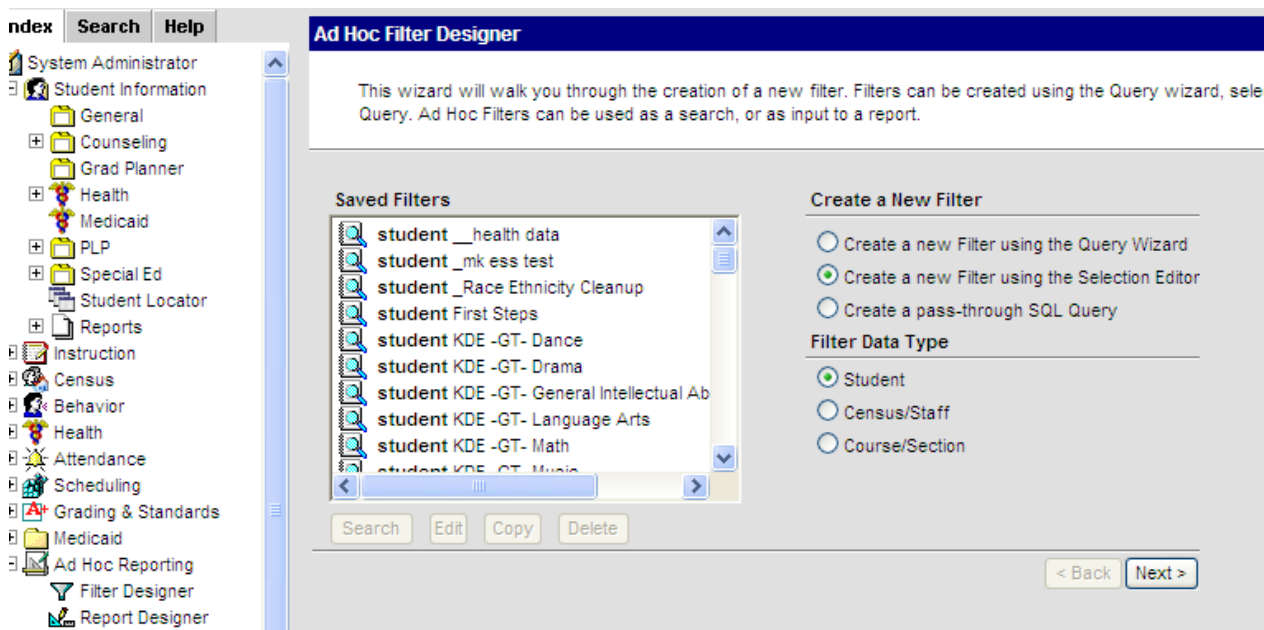 ndex Search Help
System Administrator
Student Information
General
Counseling
Grad Planner
Health
Medicaid
PLP
Special Ed
Student Locator
Reports
Instruction
Census
Behavior
Health
Attendance
Scheduling
Grading & Standards
Medicaid
Ad Hoc Reporting
Filter Designer
Report Designer
Ad Hoc Filter Designer
This wizard will walk you through the creation of a new filter. Filters can be created using the Query wizard, sele
Query. Ad Hoc Filters can be used as a search, or as input to a report.
Saved Filters
student __health data
student _mk ess test
student _Race Ethnicity Cleanup
student First Steps
student KDE -GT- Dance
student KDE -GT- Drama
student KDE -GT- General Intellectual Ab
student KDE -GT- Language Arts
student KDE -GT- Math
student KDE -GT- Music
Search Edit Copy Delete
Create a New Filter
Create a new Filter using the Query Wizard
Create a new Filter using the Selection Editor
Create a pass-through SQL Query
Filter Data Type
Student
Census/Staff
Course/Section
< Back Next >